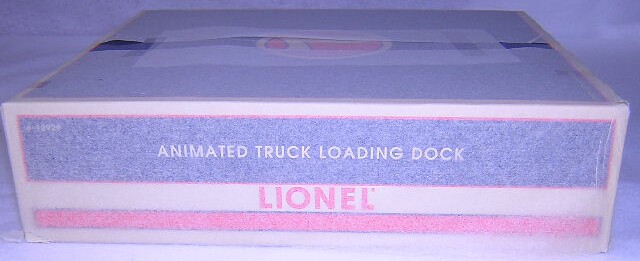 ANIMATED TRUCK LOADING DOCK
LIONEL®